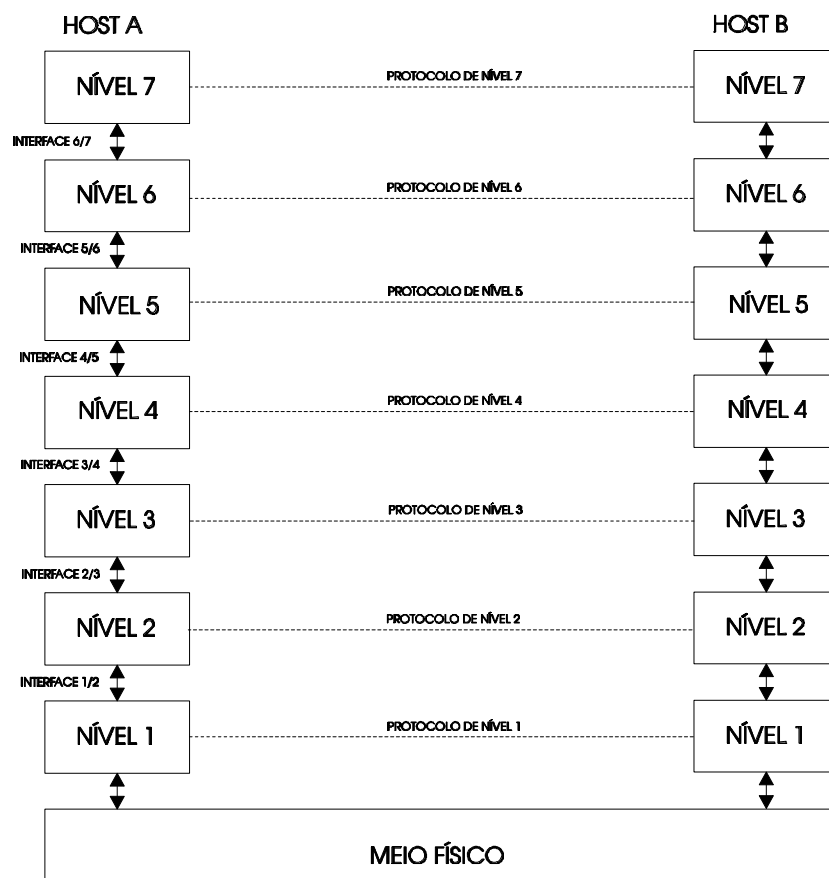 HOST A
HOST B
NÍVEL 7
PROTOCOLO DE NÍVEL 7
NÍVEL 7
INTERFACE 6/7
NÍVEL 6
PROTOCOLO DE NÍVEL 6
NÍVEL 6
INTERFACE 5/6
NÍVEL 5
PROTOCOLO DE NÍVEL 5
NÍVEL 5
INTERFACE 4/5
NÍVEL 4
PROTOCOLO DE NÍVEL 4
NÍVEL 4
INTERFACE 3/4
NÍVEL 3
PROTOCOLO DE NÍVEL 3
NÍVEL 3
INTERFACE 2/3
NÍVEL 2
PROTOCOLO DE NÍVEL 2
NÍVEL 2
INTERFACE 1/2
NÍVEL 1
PROTOCOLO DE NÍVEL 1
NÍVEL 1
MEIO FÍSICO